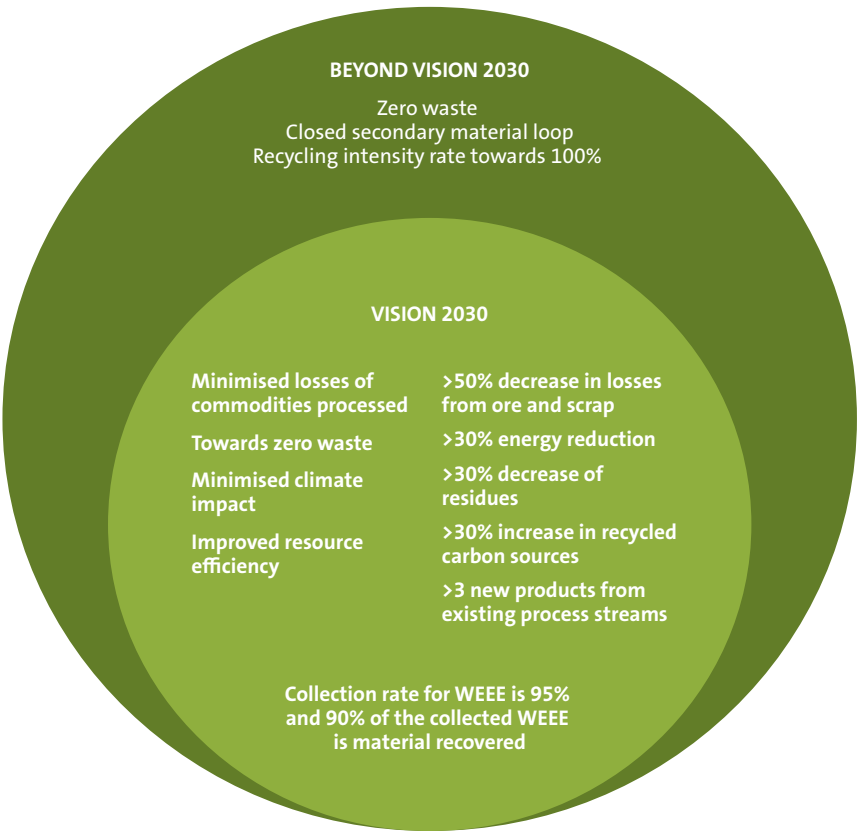 BEYOND VISION 2030
Zero waste
Closed secondary material loop
Recycling intensity rate towards 100%
VISION 2030
Minimised losses of
commodities processed
Towards zero waste
Minimised climate
impact
Improved resource
efficiency
>50% decrease in losses
from ore and scrap
>30% energy reduction
>30% decrease of
residues
>30% increase in recycled
carbon sources
>3 new products from
existing process streams
Collection rate for WEEE is 95%
and 90% of the collected WEEE
is material recovered